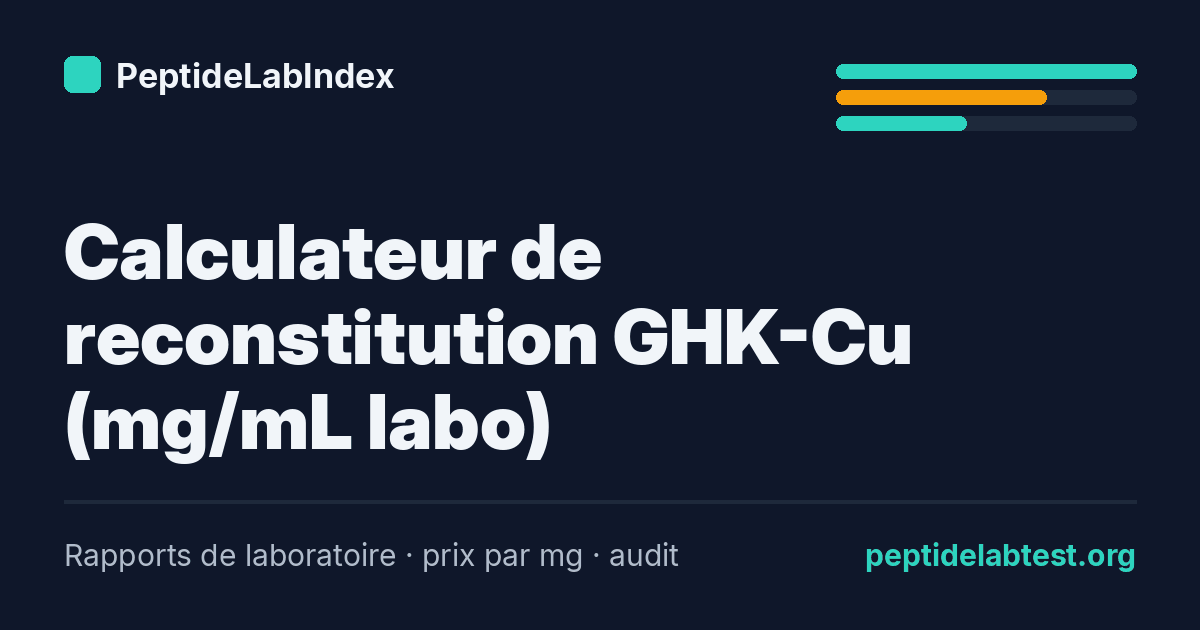 PeptideLabIndex
Calculateur de
reconstitution GHK-Cu
(mg/mL labo)
Rapports de laboratoire · prix par mg · audit
peptidelabtest.org